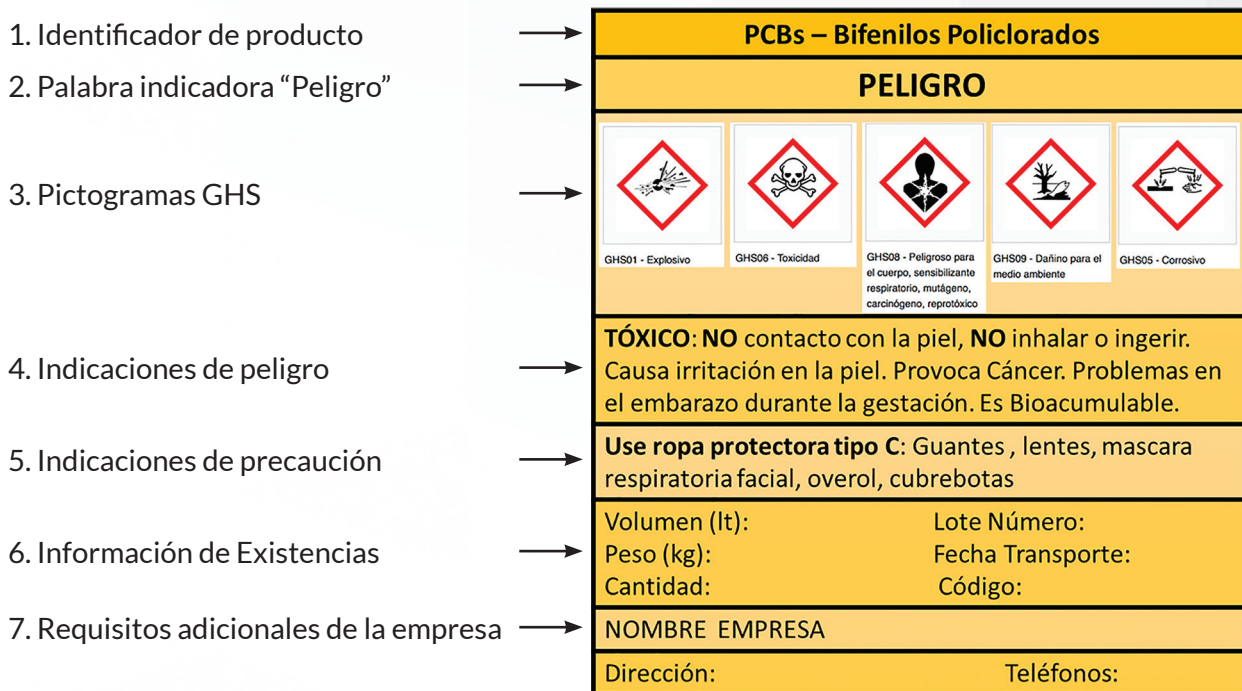 1. Identificador de producto
PCBs – Bifenilos Policlorados
2. Palabra indicadora “Peligro”
PELIGRO
3. Pictogramas GHS
GHS01 - Explosivo
GHS06 - Toxicidad
GHS08 - Peligroso para
el cuerpo, sensibilizante
respiratorio, mutágeno,
carcinógeno, reprotóxico
GHS09 - Dañino para el
medio ambiente
GHS05 - Corrosivo
4. Indicaciones de peligro
TÓXICO: NO contacto con la piel, NO inhalar o ingerir.
Causa irritación en la piel. Provoca Cáncer. Problemas en
el embarazo durante la gestación. Es Bioacumulable.
5. Indicaciones de precaución
Use ropa protectora tipo C: Guantes , lentes, mascara
respiratoria facial, overol, cubrebotas
6. Información de Existencias
Volumen (lt): Lote Número:
Peso (kg): Fecha Transporte:
Cantidad: Código:
7. Requisitos adicionales de la empresa
NOMBRE EMPRESA
Dirección: Teléfonos: